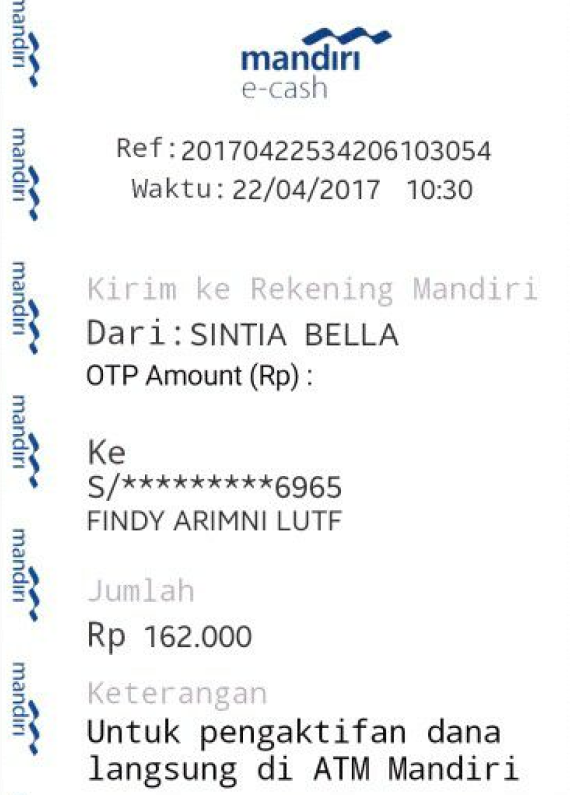 mandiri
e-cash
Ref:20170422534206103054
Waktu: 22/04/2017 10:30
Kirim ke Rekening Mandiri
Dari: SINTIA BELLA
OTP Amount (Rp) :
Ke
S/*********6965
FINDY ARIMNI LUTF
Jumlah
Rp 162.000
Keterangan
Untuk pengaktifan dana
langsung di ATM Mandiri
mandiri
mandiri
mandiri
mandiri
mandiri
mandiri